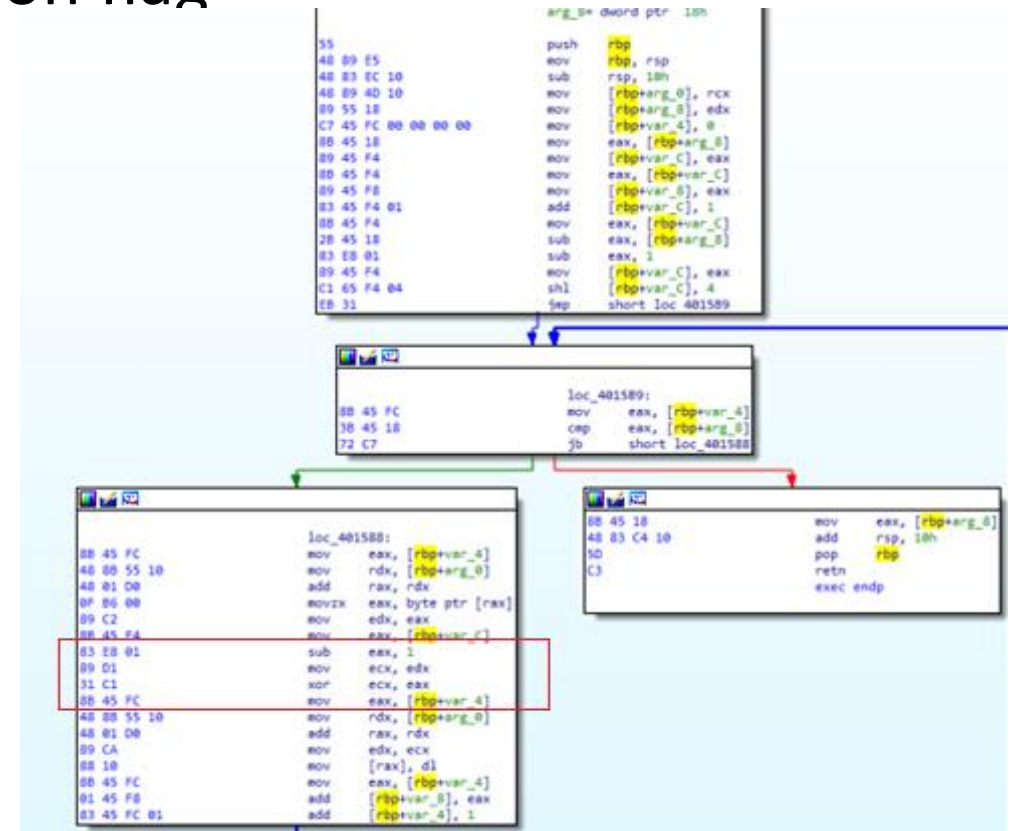 arg_8= dword ptr 18h
55 push rbp
48 89 E5 mov rbp, rsp
48 83 EC 10 sub rsp, 10h
48 89 4D 10 mov [rbp+arg_0], rcx
89 55 18 mov [rbp+arg_8], edx
C7 45 FC 00 00 00 00 mov [rbp+var_4], 0
8B 45 18 mov eax, [rbp+arg_8]
89 45 F4 mov [rbp+var_C], eax
8B 45 F4 mov eax, [rbp+var_C]
89 45 F8 mov [rbp+var_8], eax
83 45 F4 01 add [rbp+var_C], 1
8B 45 F4 mov eax, [rbp+var_C]
2B 45 18 sub eax, [rbp+arg_8]
83 E8 01 sub eax, 1
89 45 F4 mov [rbp+var_C], eax
C1 65 F4 04 shl [rbp+var_C], 4
EB 31 jmp short loc_401589
loc_401589:
8B 45 FC mov eax, [rbp+var_4]
3B 45 18 cmp eax, [rbp+arg_8]
72 C7 jb short loc_401558
loc_401558:
8B 45 FC mov eax, [rbp+var_4]
48 8B 55 10 mov rdx, [rbp+arg_0]
48 01 D0 add rax, rdx
0F B6 00 movzx eax, byte ptr [rax]
89 C2 mov edx, eax
8B 45 F4 mov eax, [rbp+var_C]
83 E8 01 sub eax, 1
89 D1 mov ecx, edx
31 C1 xor ecx, eax
8B 45 FC mov eax, [rbp+var_4]
48 8B 55 10 mov rdx, [rbp+arg_0]
48 01 D0 add rax, rdx
89 CA mov edx, ecx
88 10 mov [rax], dl
8B 45 FC mov eax, [rbp+var_4]
01 45 F8 add [rbp+var_8], eax
83 45 FC 01 add [rbp+var_4], 1
8B 45 18 mov eax, [rbp+arg_8]
48 83 C4 10 add rsp, 10h
5D pop rbp
C3 retn
exec endp